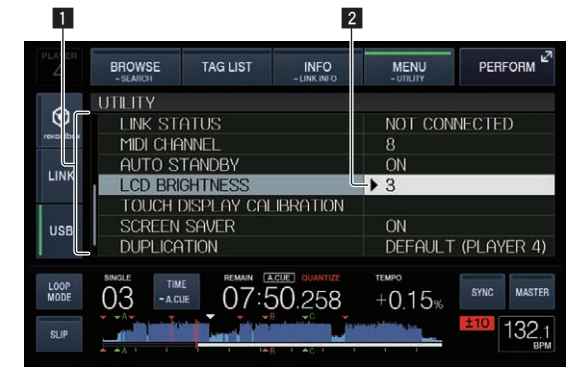 1 2
PLAYER
4
BROWSE
- SEARCH
TAG LIST
INFO
- LINK INFO
MENU
- UTILITY
PERFORM
rekordbox
LINK
USB
UTILITY
LINK STATUS NOT CONNECTED
MIDI CHANNEL 8
AUTO STANDBY ON
LCD BRIGHTNESS 3
TOUCH DISPLAY CALIBRATION
SCREEN SAVER ON
DUPLICATION DEFAULT (PLAYER 4)
LOOP
MODE
SINGLE
03
TIME
- A.CUE
REMAIN A.CUE QUANTIZE
07:50.258
TEMPO
+0.15%
SYNC
MASTER
SLIP
A B C
A B C
±10
132.1
BPM